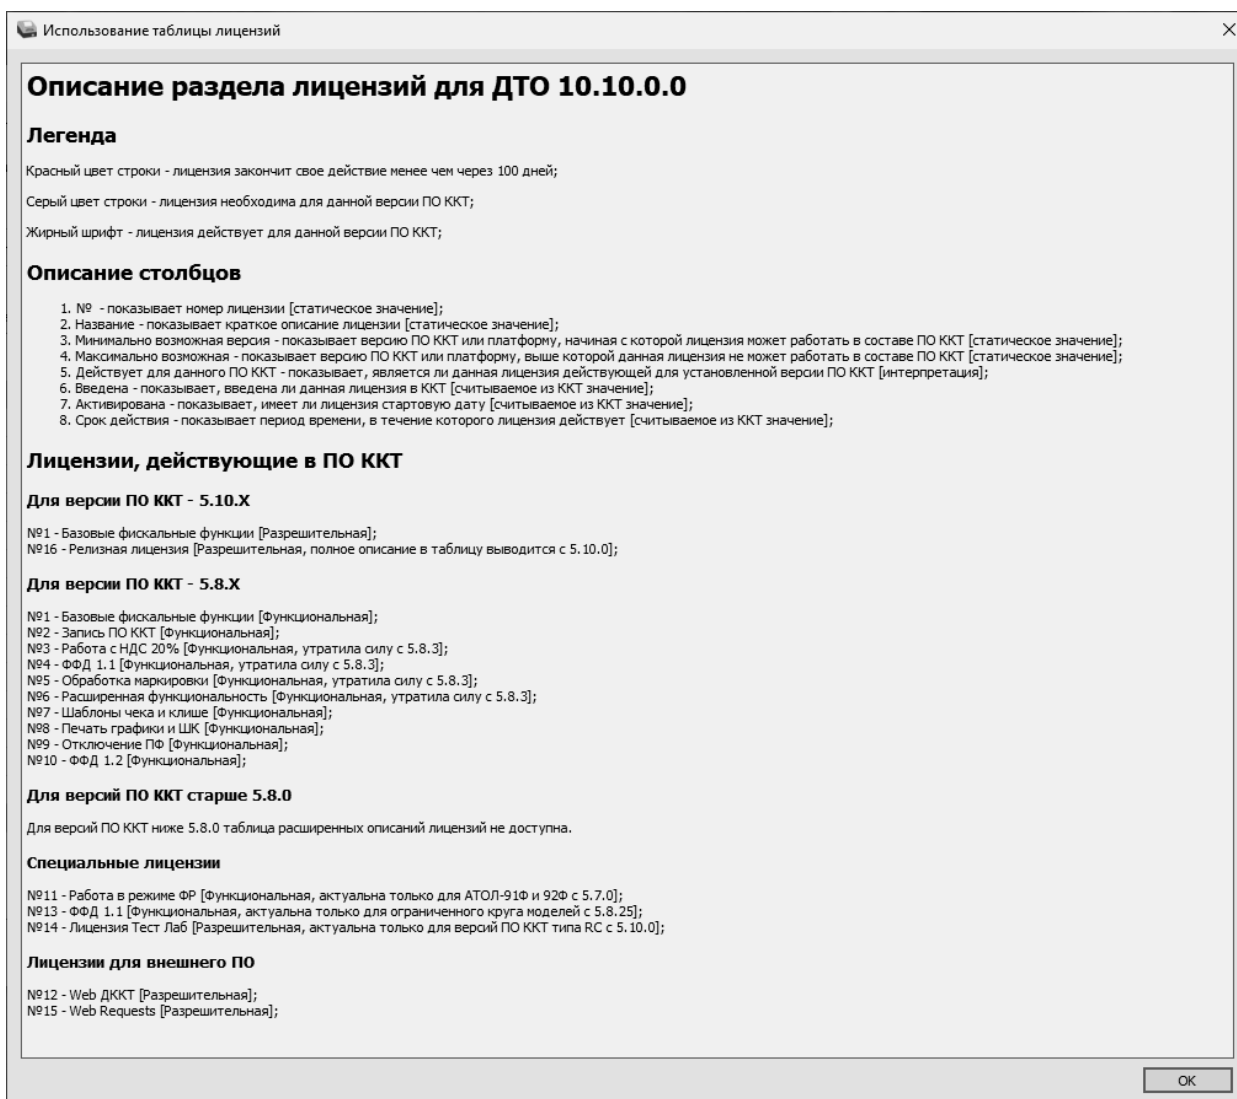 Использование таблицы лицензий
Описание раздела лицензий для ДТО 10.10.0.0
Легенда
Красный цвет строки - лицензия закончит свое действие менее чем через 100 дней;
Серый цвет строки - лицензия необходима для данной версии ПО ККТ;
Жирный шрифт - лицензия действует для данной версии ПО ККТ;
Описание столбцов
1. № - показывает номер лицензии [статическое значение];
2. Название - показывает краткое описание лицензии [статическое значение];
3. Минимально возможная версия - показывает версию ПО ККТ или платформу, начиная с которой лицензия может работать в составе ПО ККТ [статическое значение];
4. Максимально возможная - показывает версию ПО ККТ или платформу, выше которой данная лицензия не может работать в составе ПО ККТ [статическое значение];
5. Действует для данного ПО ККТ - показывает, является ли данная лицензия действующей для установленной версии ПО ККТ [интерпретация];
6. Введена - показывает, введена ли данная лицензия в ККТ [считываемое из ККТ значение];
7. Активирована - показывает, имеет ли лицензия стартовую дату [считываемое из ККТ значение];
8. Срок действия - показывает период времени, в течение которого лицензия действует [считываемое из ККТ значение];
Лицензии, действующие в ПО ККТ
Для версии ПО ККТ - 5.10.X
№1 - Базовые фискальные функции [Разрешительная];
№16 - Релизная лицензия [Разрешительная, полное описание в таблицу выводится с 5.10.0];
Для версии ПО ККТ - 5.8.X
№1 - Базовые фискальные функции [Функциональная];
№2 - Запись ПО ККТ [Функциональная];
№3 - Работа с НДС 20% [Функциональная, утратила силу с 5.8.3];
№4 - ФФД 1.1 [Функциональная, утратила силу с 5.8.3];
№5 - Обработка маркировки [Функциональная, утратила силу с 5.8.3];
№6 - Расширенная функциональность [Функциональная, утратила силу с 5.8.3];
№7 - Шаблоны чека и клише [Функциональная];
№8 - Печать графики и ШК [Функциональная];
№9 - Отключение ПФ [Функциональная];
№10 - ФФД 1.2 [Функциональная];
Для версий ПО ККТ старше 5.8.0
Для версий ПО ККТ ниже 5.8.0 таблица расширенных описаний лицензий не доступна.
Специальные лицензии
№11 - Работа в режиме ФР [Функциональная, актуальна только для АТОЛ-91Ф и 92Ф с 5.7.0];
№13 - ФФД 1.1 [Функциональная, актуальна только для ограниченного круга моделей с 5.8.25];
№14 - Лицензия Тест Лаб [Разрешительная, актуальна только для версий ПО ККТ типа RC с 5.10.0];
Лицензии для внешнего ПО
№12 - Web ДККТ [Разрешительная];
№15 - Web Requests [Разрешительная];
ОК